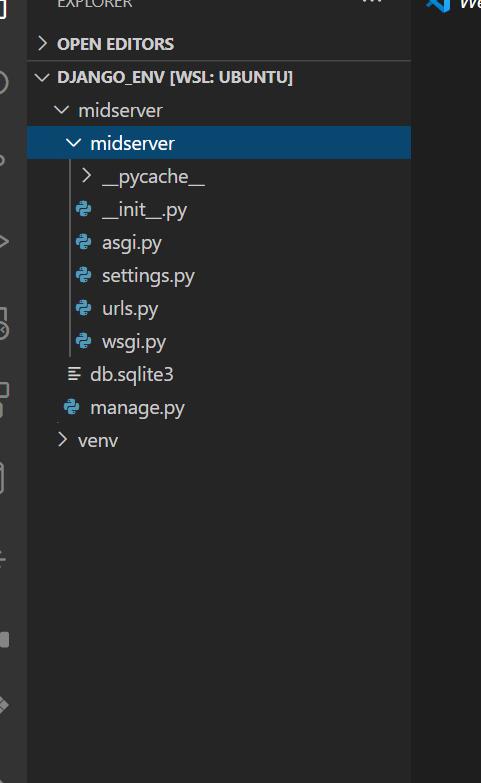 EXPLORER
OPEN EDITORS
DJANGO_ENV [WSL: UBUNTU]
midserver
midserver
__pycache__
__init__.py
asgi.py
settings.py
urls.py
wsgi.py
db.sqlite3
manage.py
venv